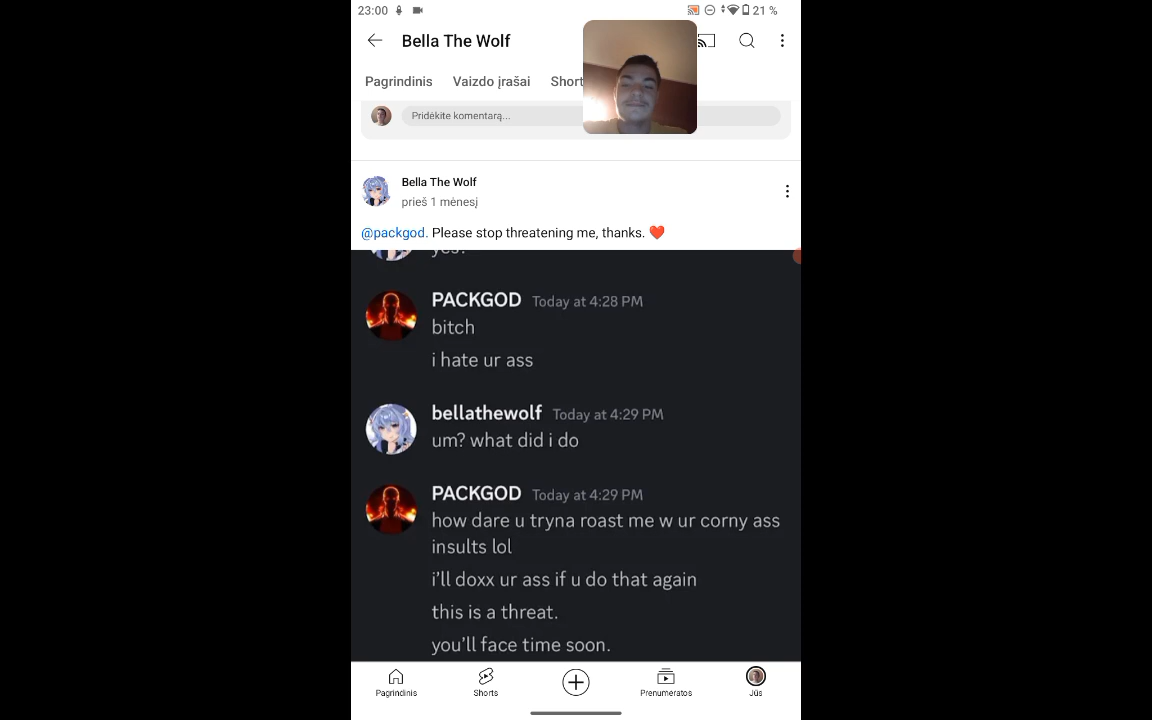 23:00
21 %
Bella The Wolf
Pagrindinis Vaizdo įrašai Short
Pridėkite komentarą...
Bella The Wolf
prieš 1 mėnesį
@packgod. Please stop threatening me, thanks. ❤️
yes?
PACKGOD Today at 4:28 PM
bitch
i hate ur ass
bellathewolf Today at 4:29 PM
um? what did i do
PACKGOD Today at 4:29 PM
how dare u tryna roast me w ur corny ass
insults lol
i'll doxx ur ass if u do that again
this is a threat.
you'll face time soon.
Pagrindinis Shorts Prenumeratos Jūs